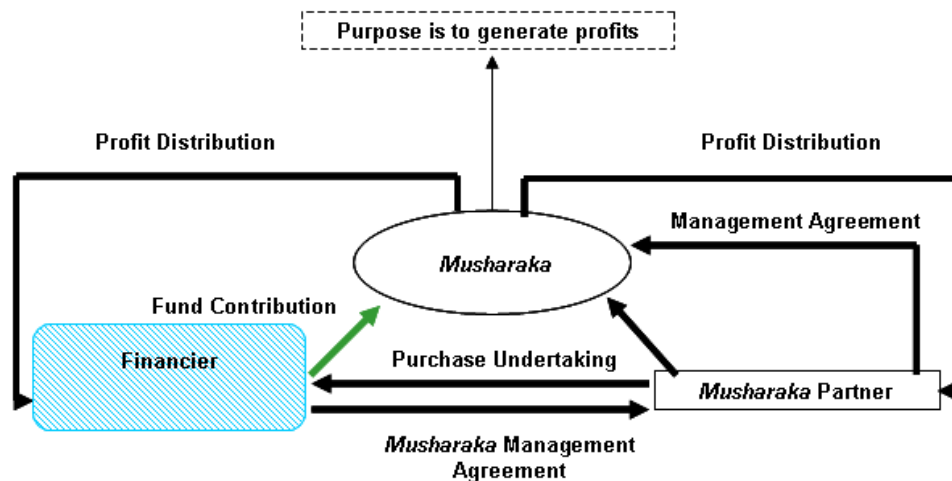 Purpose is to generate profits
Profit Distribution
Profit Distribution
Management Agreement
Musharaka
Fund Contribution
Financier
Purchase Undertaking
Musharaka Partner
Musharaka Management
Agreement